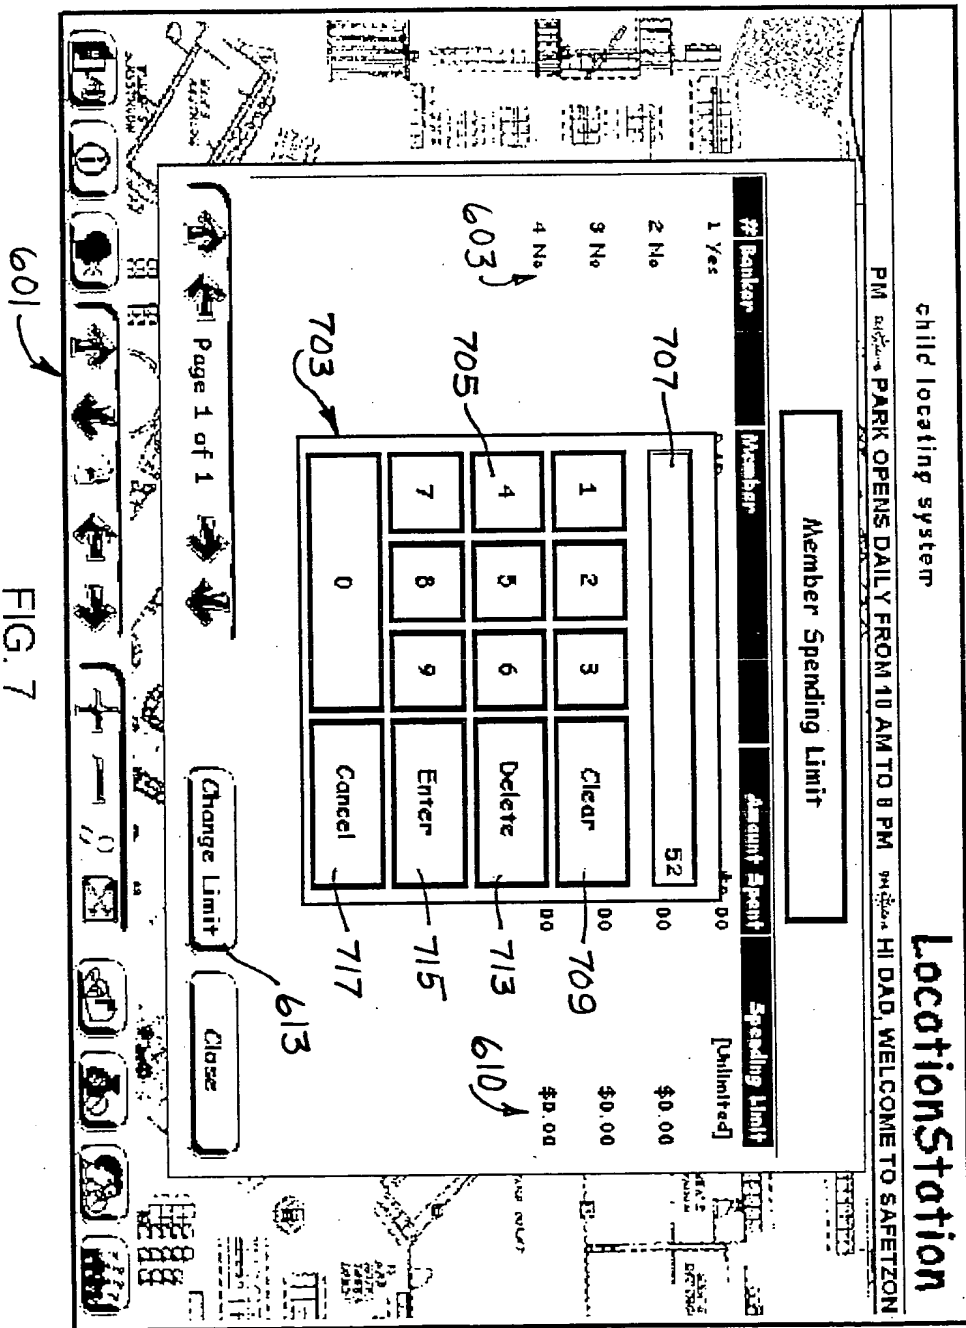 child locating system
LocationStation
PM PARK OPENS DAILY FROM 10 AM TO 8 PM HI DAD, WELCOME TO SAFETZON
Member Spending Limit
# Banker Member Amount Spent Spending Limit
1 Yes 00 [Unlimited]
2 No 00 $0.00
3 No 00 $0.00
4 No 00 $0.00
603
610
707
52
705
703
1 2 3 Clear
709
4 5 6 Delete
713
7 8 9 Enter
715
0 Cancel
717
613
Page 1 of 1
Change Limit
Close
601
FIG. 7